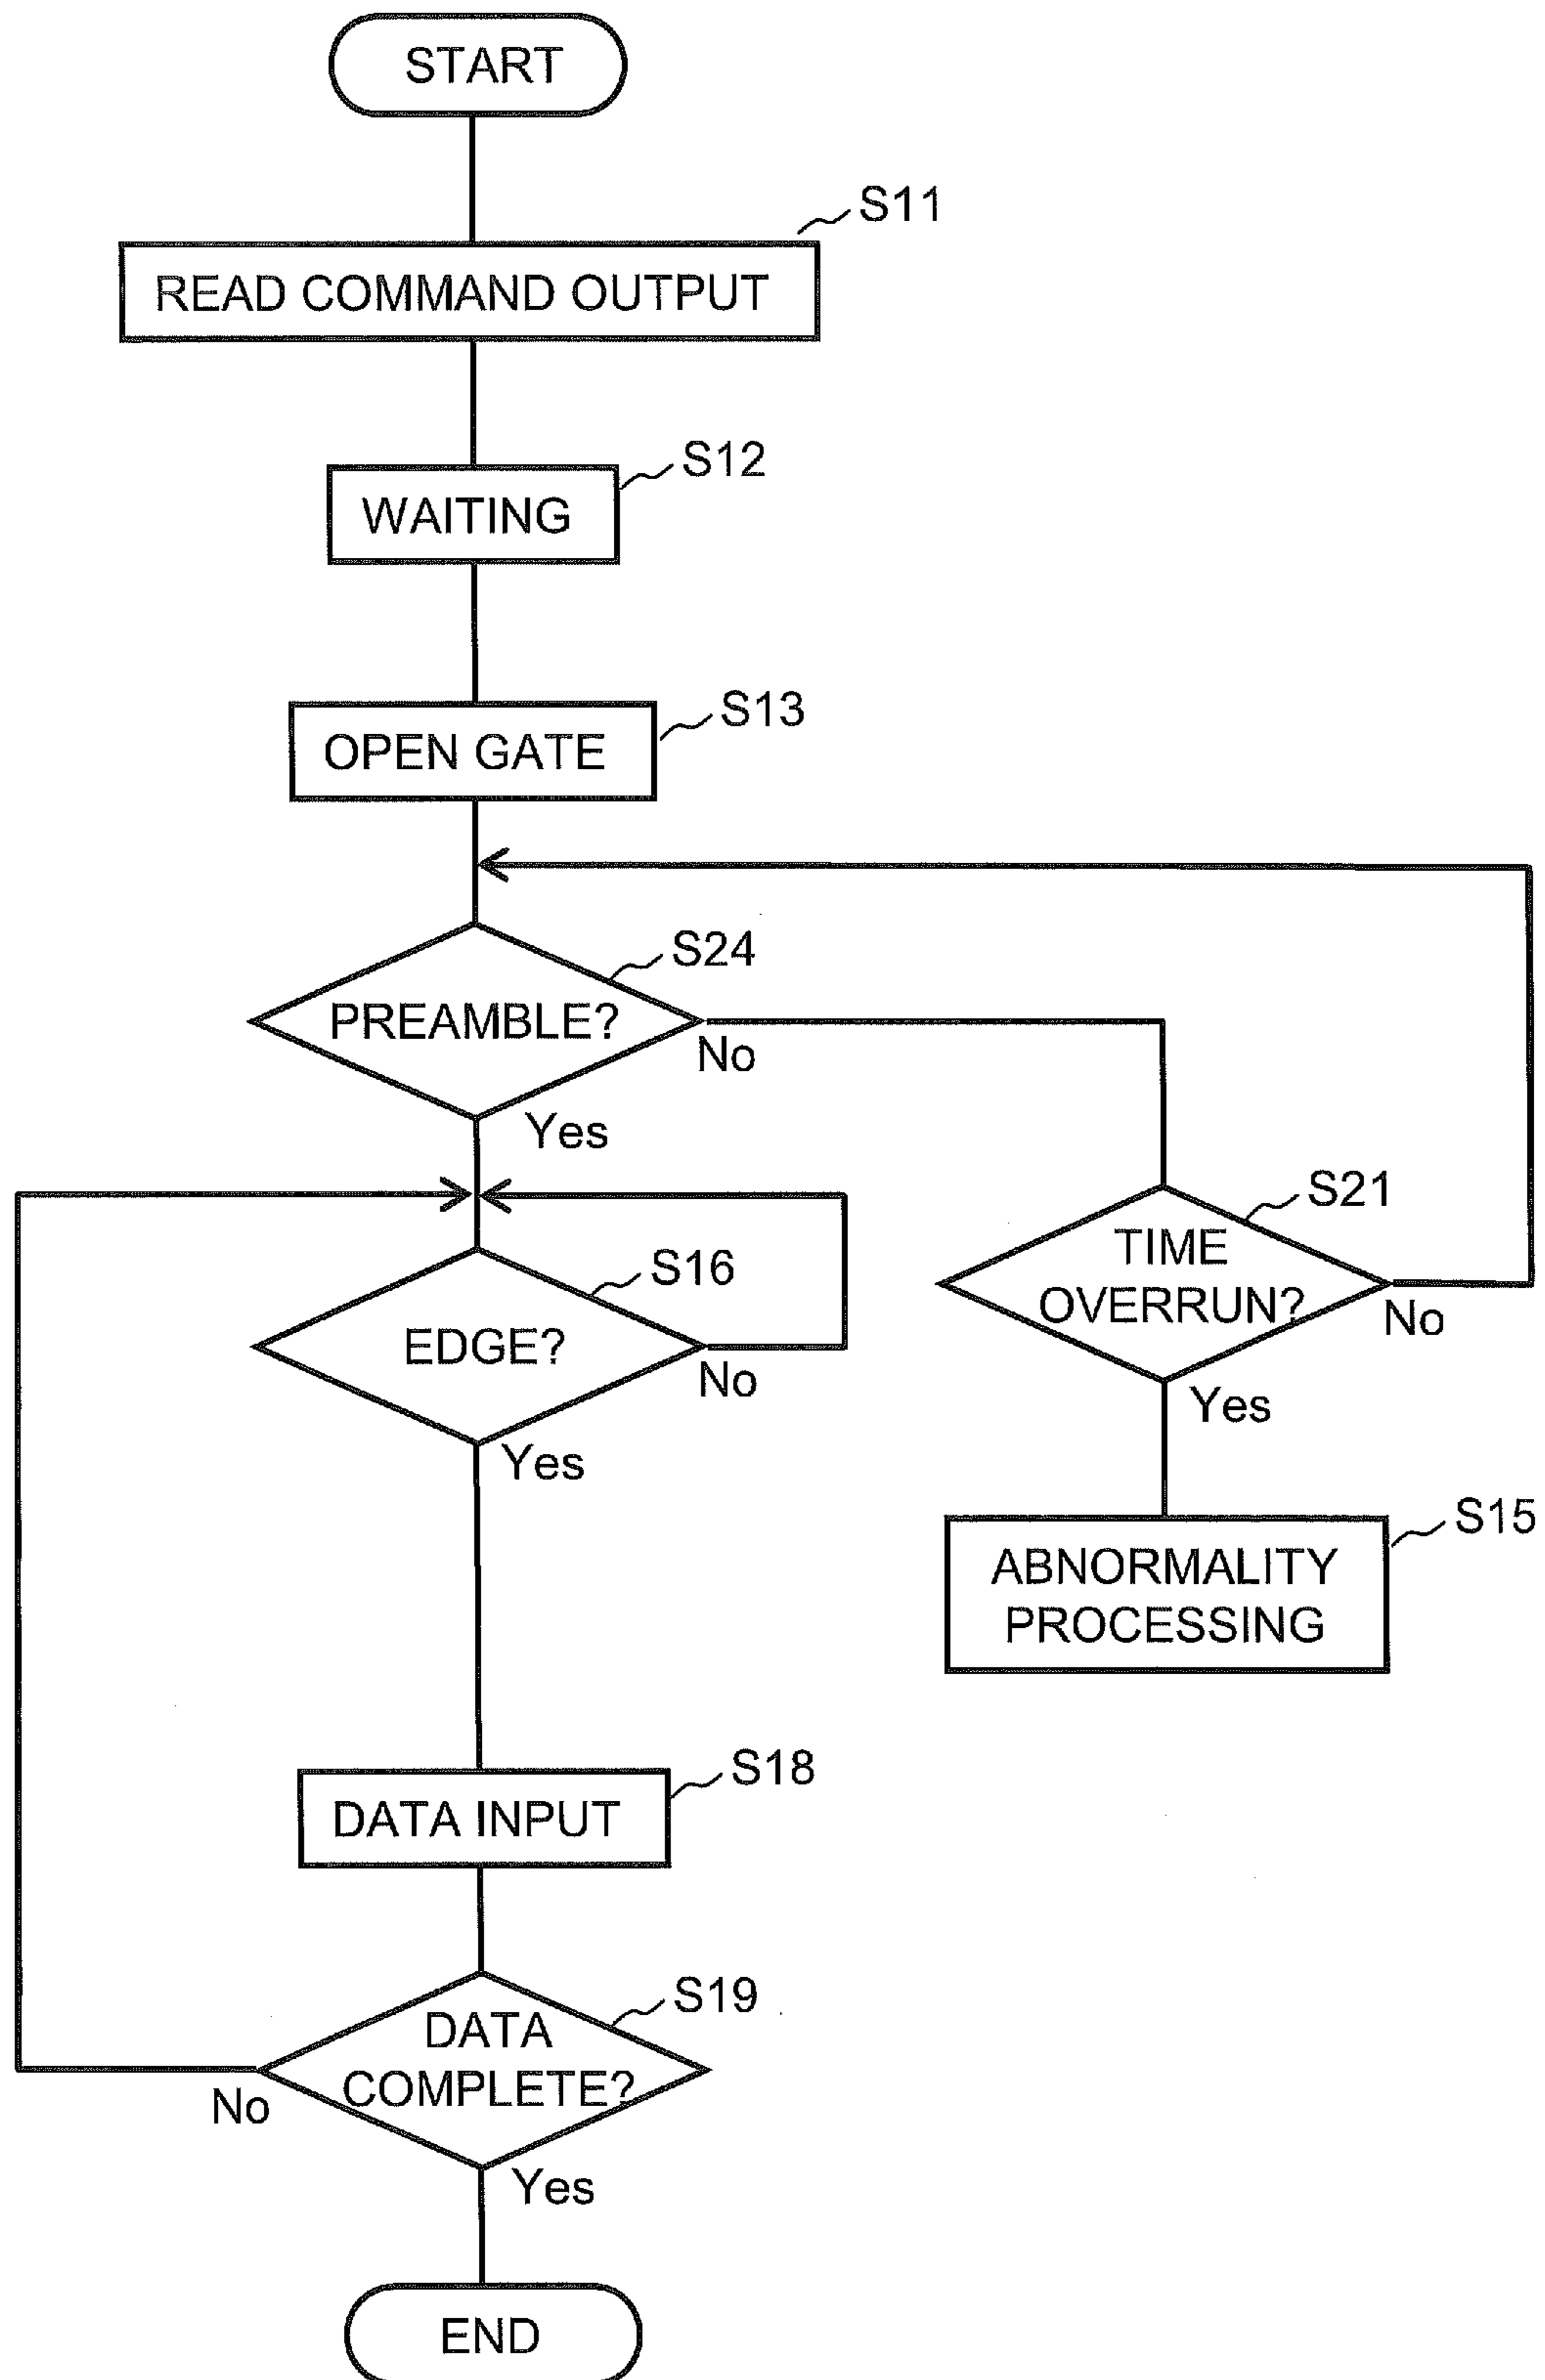 START
S11
READ COMMAND OUTPUT
S12
WAITING
S13
OPEN GATE
S24
PREAMBLE?
No
Yes
S21
TIME
OVERRUN?
No
Yes
S16
EDGE?
No
Yes
S15
ABNORMALITY
PROCESSING
S18
DATA INPUT
S19
DATA
COMPLETE?
No
Yes
END